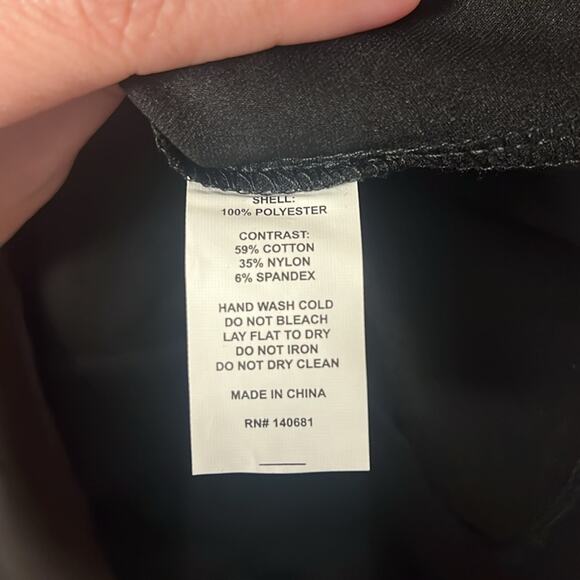 SHELL:
100% POLYESTER
CONTRAST:
59% COTTON
35% NYLON
6% SPANDEX
HAND WASH COLD
DO NOT BLEACH
LAY FLAT TO DRY
DO NOT IRON
DO NOT DRY CLEAN
MADE IN CHINA
RN# 140681